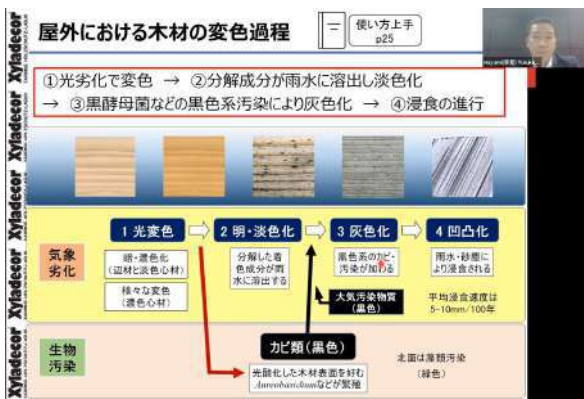 屋外における木材の変色過程
使い方上手
p25
①光劣化で変色 → ②分解成分が雨水に溶出し淡色化
→ ③黒酵母菌などの黒色系汚染により灰色化 → ④浸食の進行
1 光変色
2 明・淡色化
3 灰色化
4 凹凸化
気象
劣化
暗・濃色化
(辺材と淡色心材)
様々な変色
(濃色心材)
分解した着
色成分が雨
水に溶出する
黒色系のカビ・
汚染が加わる
大気汚染物質
(黒色)
雨水・砂塵に
より浸食される
平均浸食速度は
5-10mm/100年
生物
汚染
カビ類(黒色)
光酸化した木材表面を好む
Aureobasidiumなどが繁殖
北面は藻類汚染
(緑色)
Xyladecor
Xyladecor
Xyladecor
Xyladecor
Xyladecor